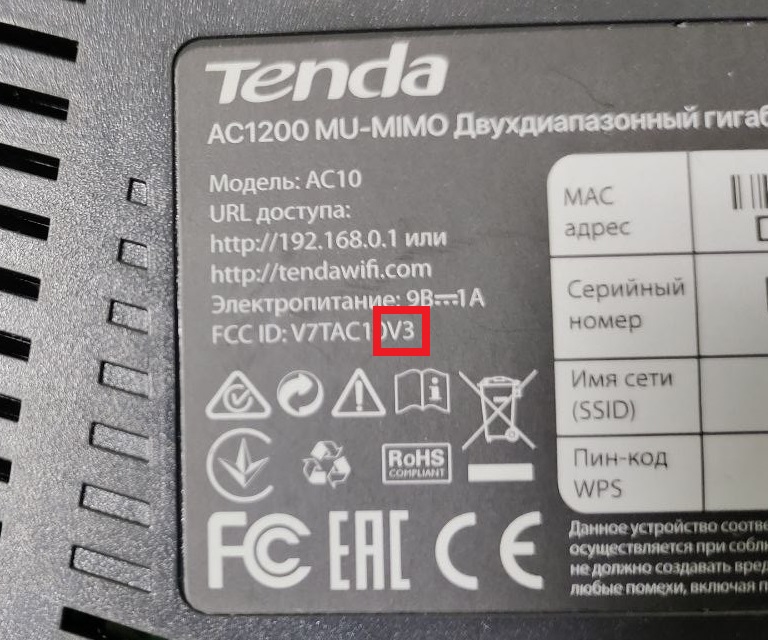 Tenda
AC1200 MU-MIMO Двухдиапазонный
Модель: AC10
URL доступа:
http://192.168.0.1 или
http://tendawifi.com
Электропитание: 9В⎓1А
FCC ID: V7TAC10V3
MAC
адрес
Серийный
номер
Имя сети
(SSID)
Пин-код
WPS
RoHS
COMPLIANT
FC EAC CE
Данное устройство
осуществляется при
не должно создавать
любые помехи, включая